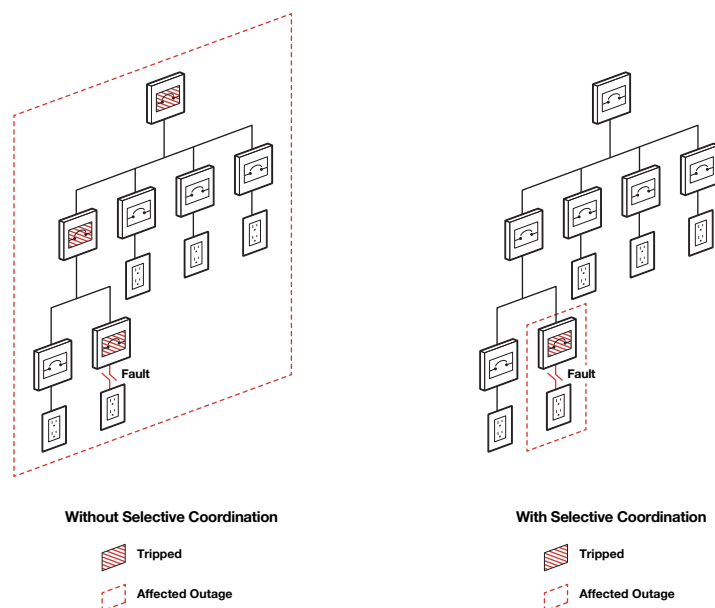 Fault
Fault
Without Selective Coordination
With Selective Coordination
Tripped
Tripped
Affected Outage
Affected Outage